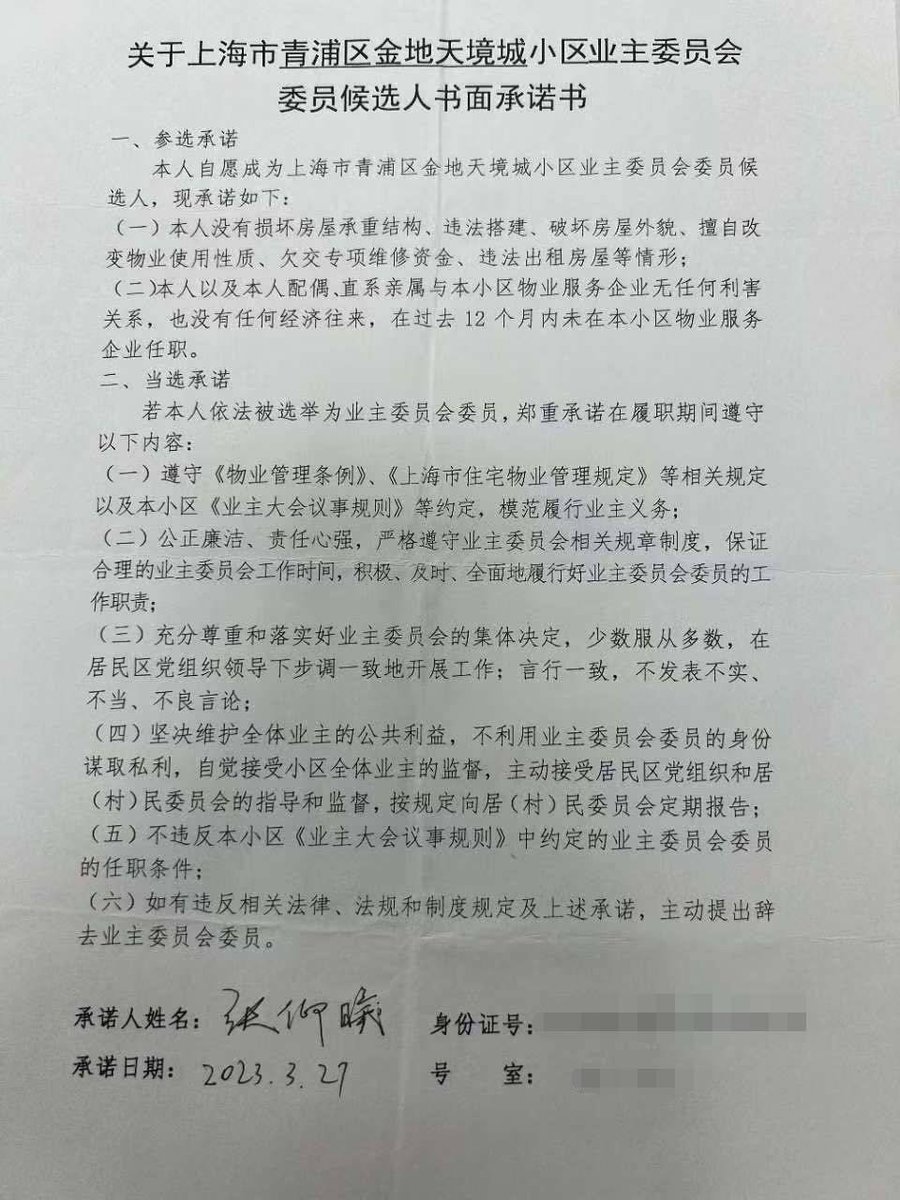 关于上海市青浦区金地天境城小区业主委员会
委员候选人书面承诺书
一、参选承诺
本人自愿成为上海市青浦区金地天境城小区业主委员会委员候
选人，现承诺如下：
（一）本人没有损坏房屋承重结构、违法搭建、破坏房屋外貌、擅自改
变物业使用性质、欠交专项维修资金、违法出租房屋等情形；
（二）本人以及本人配偶、直系亲属与本小区物业服务企业无任何利害
关系，也没有任何经济往来，在过去 12 个月内未在本小区物业服务
企业任职。
二、当选承诺
若本人依法被选举为业主委员会委员，郑重承诺在履职期间遵守
以下内容：
（一）遵守《物业管理条例》、《上海市住宅物业管理规定》等相关规定
以及本小区《业主大会议事规则》等约定，模范履行业主义务；
（二）公正廉洁、责任心强，严格遵守业主委员会相关规章制度，保证
合理的业主委员会工作时间，积极、及时、全面地履行好业主委员会委员的工
作职责；
（三）充分尊重和落实好业主委员会的集体决定，少数服从多数，在
居民区党组织领导下步调一致地开展工作；言行一致，不发表不实、
不当、不良言论；
（四）坚决维护全体业主的公共利益，不利用业主委员会委员的身份
谋取私利，自觉接受小区全体业主的监督，主动接受居民区党组织和居
（村）民委员会的指导和监督，按规定向居（村）民委员会定期报告；
（五）不违反本小区《业主大会议事规则》中约定的业主委员会委员
的任职条件；
（六）如有违反相关法律、法规和制度规定及上述承诺，主动提出辞
去业主委员会委员。
承诺人姓名：张仰曦 身份证号：
承诺日期：2023.3.27 号 室：